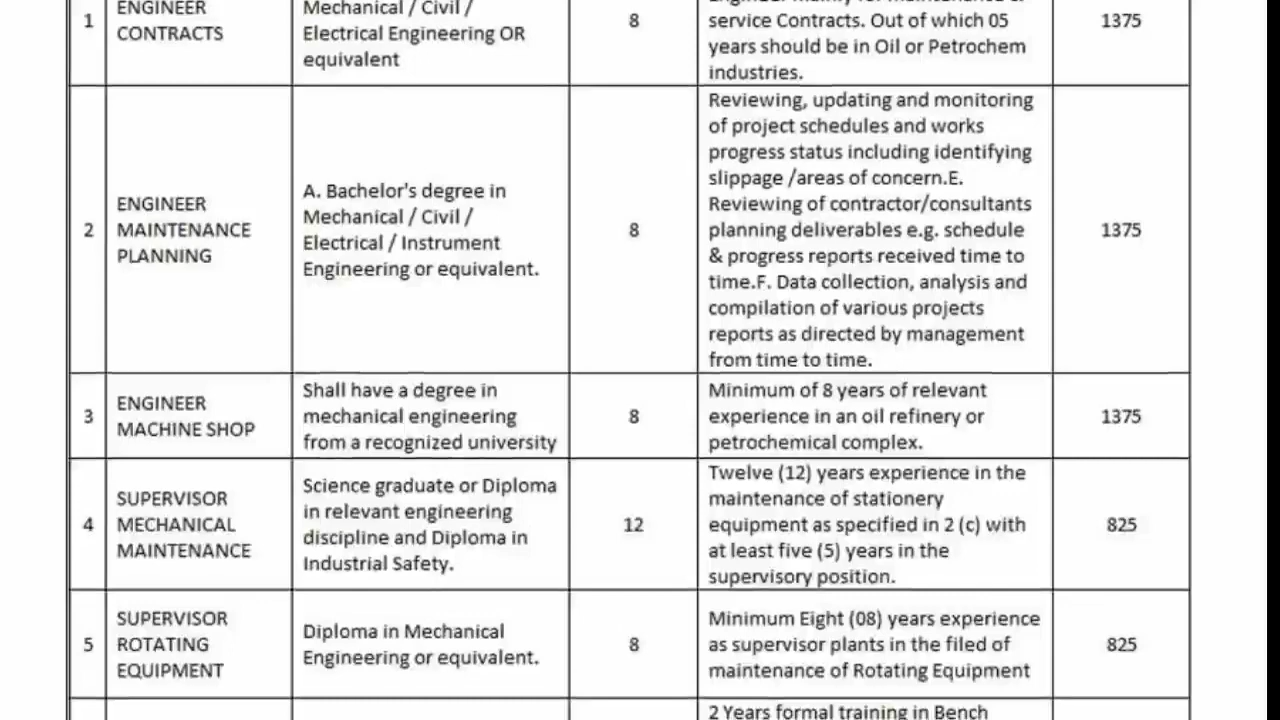 1
ENGINEER
CONTRACTS
Mechanical / Civil /
Electrical Engineering OR
equivalent
8
service Contracts. Out of which 05
years should be in Oil or Petrochem
industries.
1375
2
ENGINEER
MAINTENANCE
PLANNING
A. Bachelor's degree in
Mechanical / Civil /
Electrical / Instrument
Engineering or equivalent.
8
Reviewing, updating and monitoring
of project schedules and works
progress status including identifying
slippage /areas of concern.E.
Reviewing of contractor/consultants
planning deliverables e.g. schedule
& progress reports received time to
time.F. Data collection, analysis and
compilation of various projects
reports as directed by management
from time to time.
1375
3
ENGINEER
MACHINE SHOP
Shall have a degree in
mechanical engineering
from a recognized university
8
Minimum of 8 years of relevant
experience in an oil refinery or
petrochemical complex.
1375
4
SUPERVISOR
MECHANICAL
MAINTENANCE
Science graduate or Diploma
in relevant engineering
discipline and Diploma in
Industrial Safety.
12
Twelve (12) years experience in the
maintenance of stationery
equipment as specified in 2 (c) with
at least five (5) years in the
supervisory position.
825
5
SUPERVISOR
ROTATING
EQUIPMENT
Diploma in Mechanical
Engineering or equivalent.
8
Minimum Eight (08) years experience
as supervisor plants in the filed of
maintenance of Rotating Equipment
825
2 Years formal training in Bench